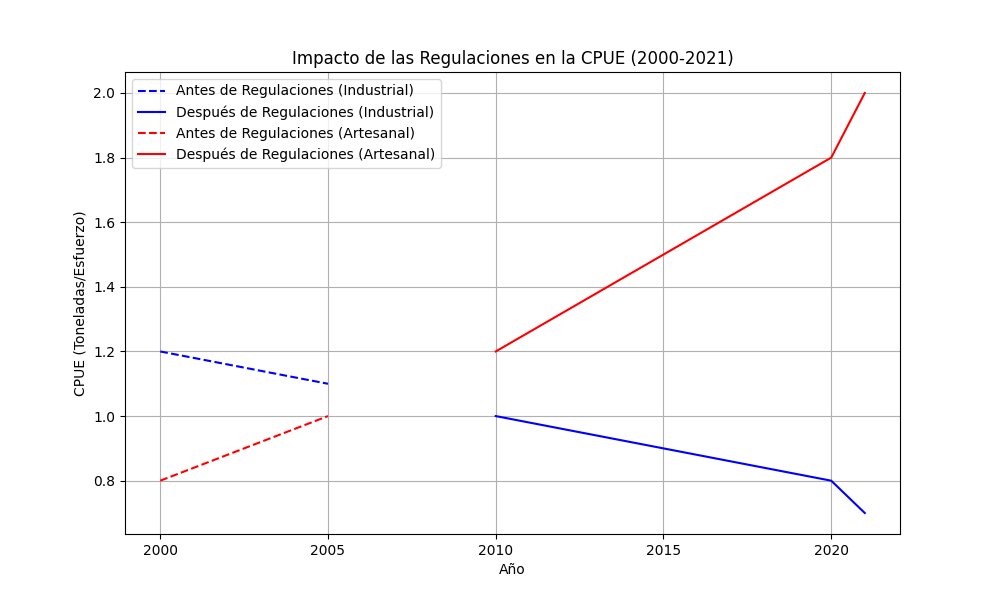 Impacto de las Regulaciones en la CPUE (2000-2021)
Antes de Regulaciones (Industrial)
Después de Regulaciones (Industrial)
Antes de Regulaciones (Artesanal)
Después de Regulaciones (Artesanal)
CPUE (Toneladas/Esfuerzo)
2.0
1.8
1.6
1.4
1.2
1.0
0.8
2000
2005
2010
2015
2020
Año